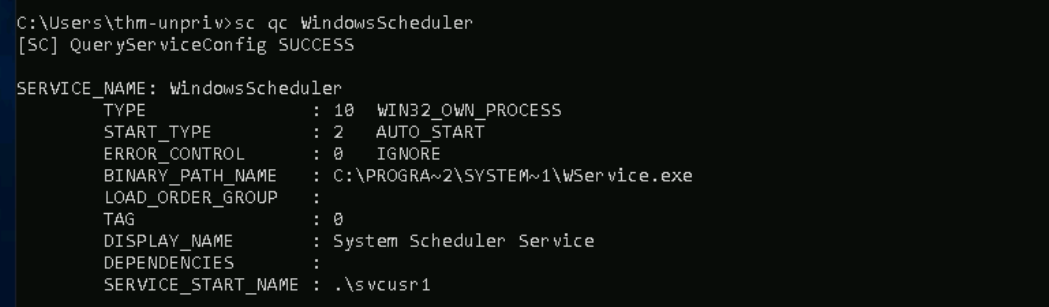 C:\Users\thm-unpriv>sc qc WindowsScheduler
[SC] QueryServiceConfig SUCCESS
SERVICE_NAME: WindowsScheduler
TYPE : 10 WIN32_OWN_PROCESS
START_TYPE : 2 AUTO_START
ERROR_CONTROL : 0 IGNORE
BINARY_PATH_NAME : C:\PROGRA~2\SYSTEM~1\WService.exe
LOAD_ORDER_GROUP :
TAG : 0
DISPLAY_NAME : System Scheduler Service
DEPENDENCIES :
SERVICE_START_NAME : .\svcusr1